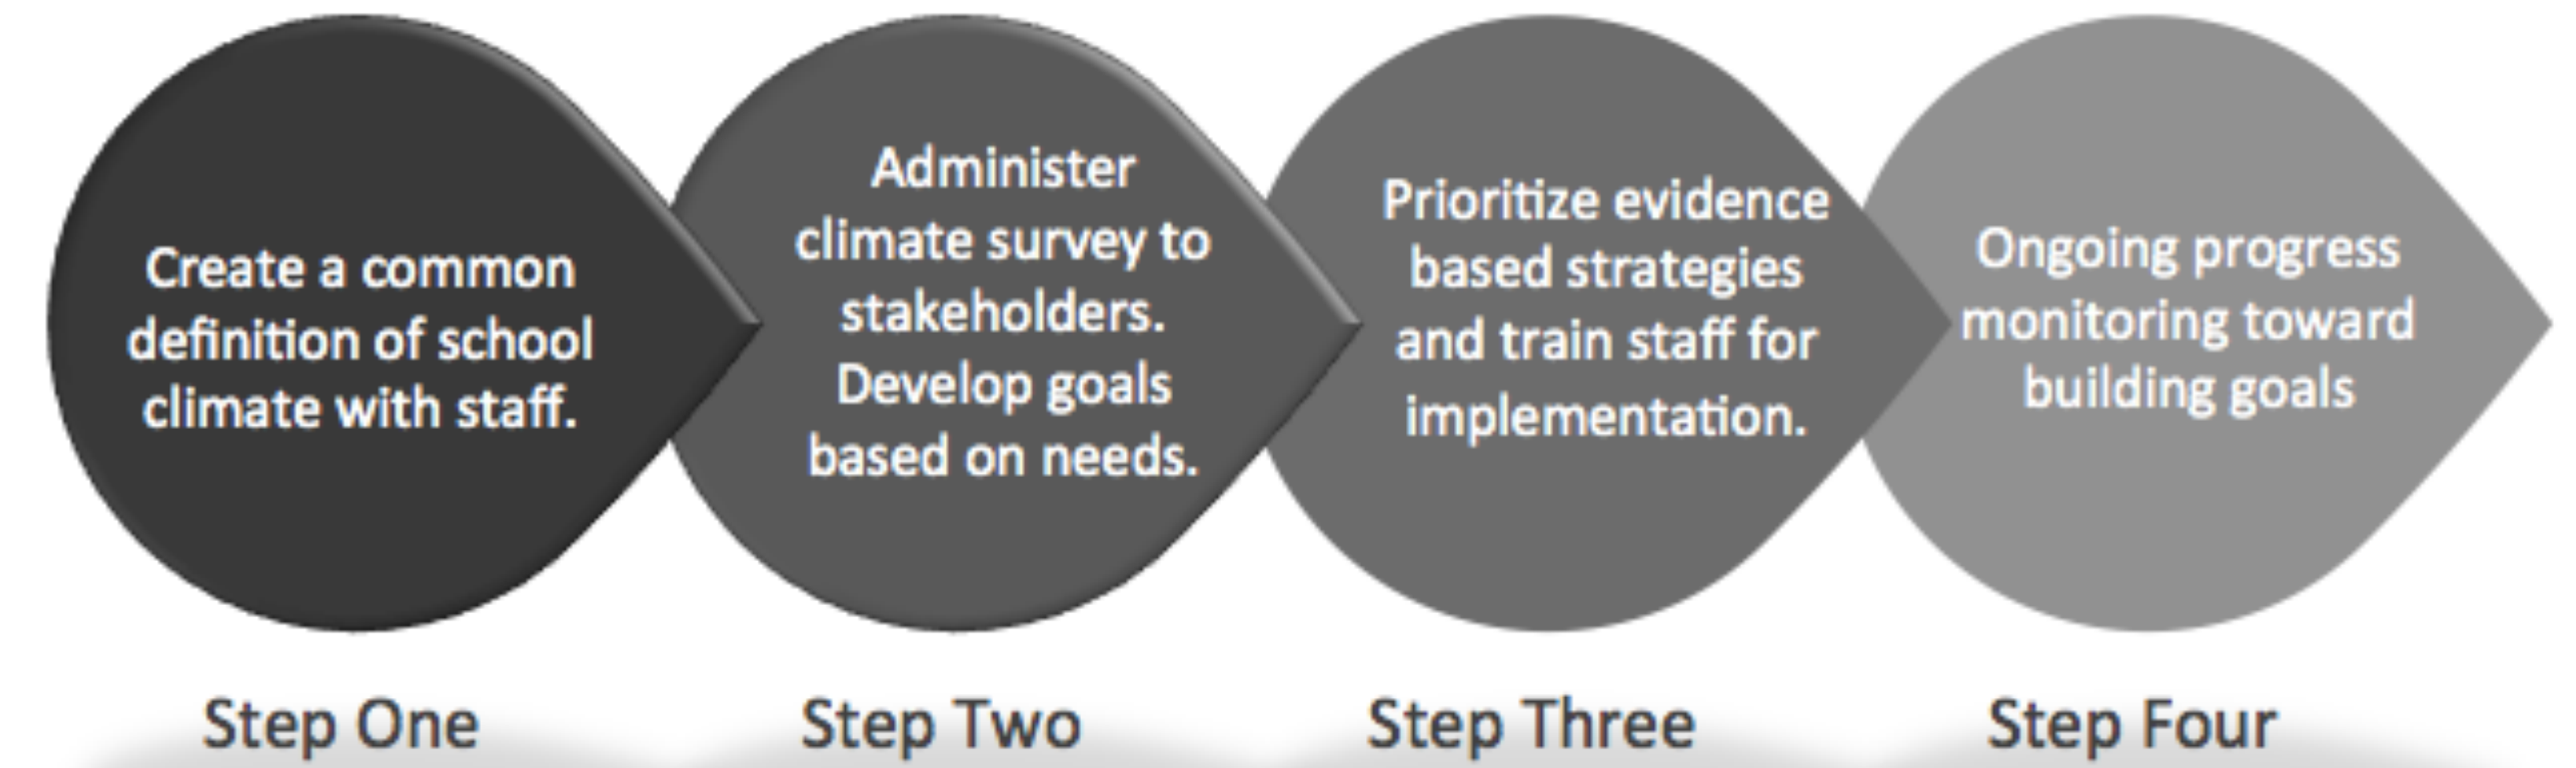 Create a common
definition of school
climate with staff.
Administer
climate survey to
stakeholders.
Develop goals
based on needs.
Prioritize evidence
based strategies
and train staff for
implementation.
Ongoing progress
monitoring toward
building goals
Step One
Step Two
Step Three
Step Four